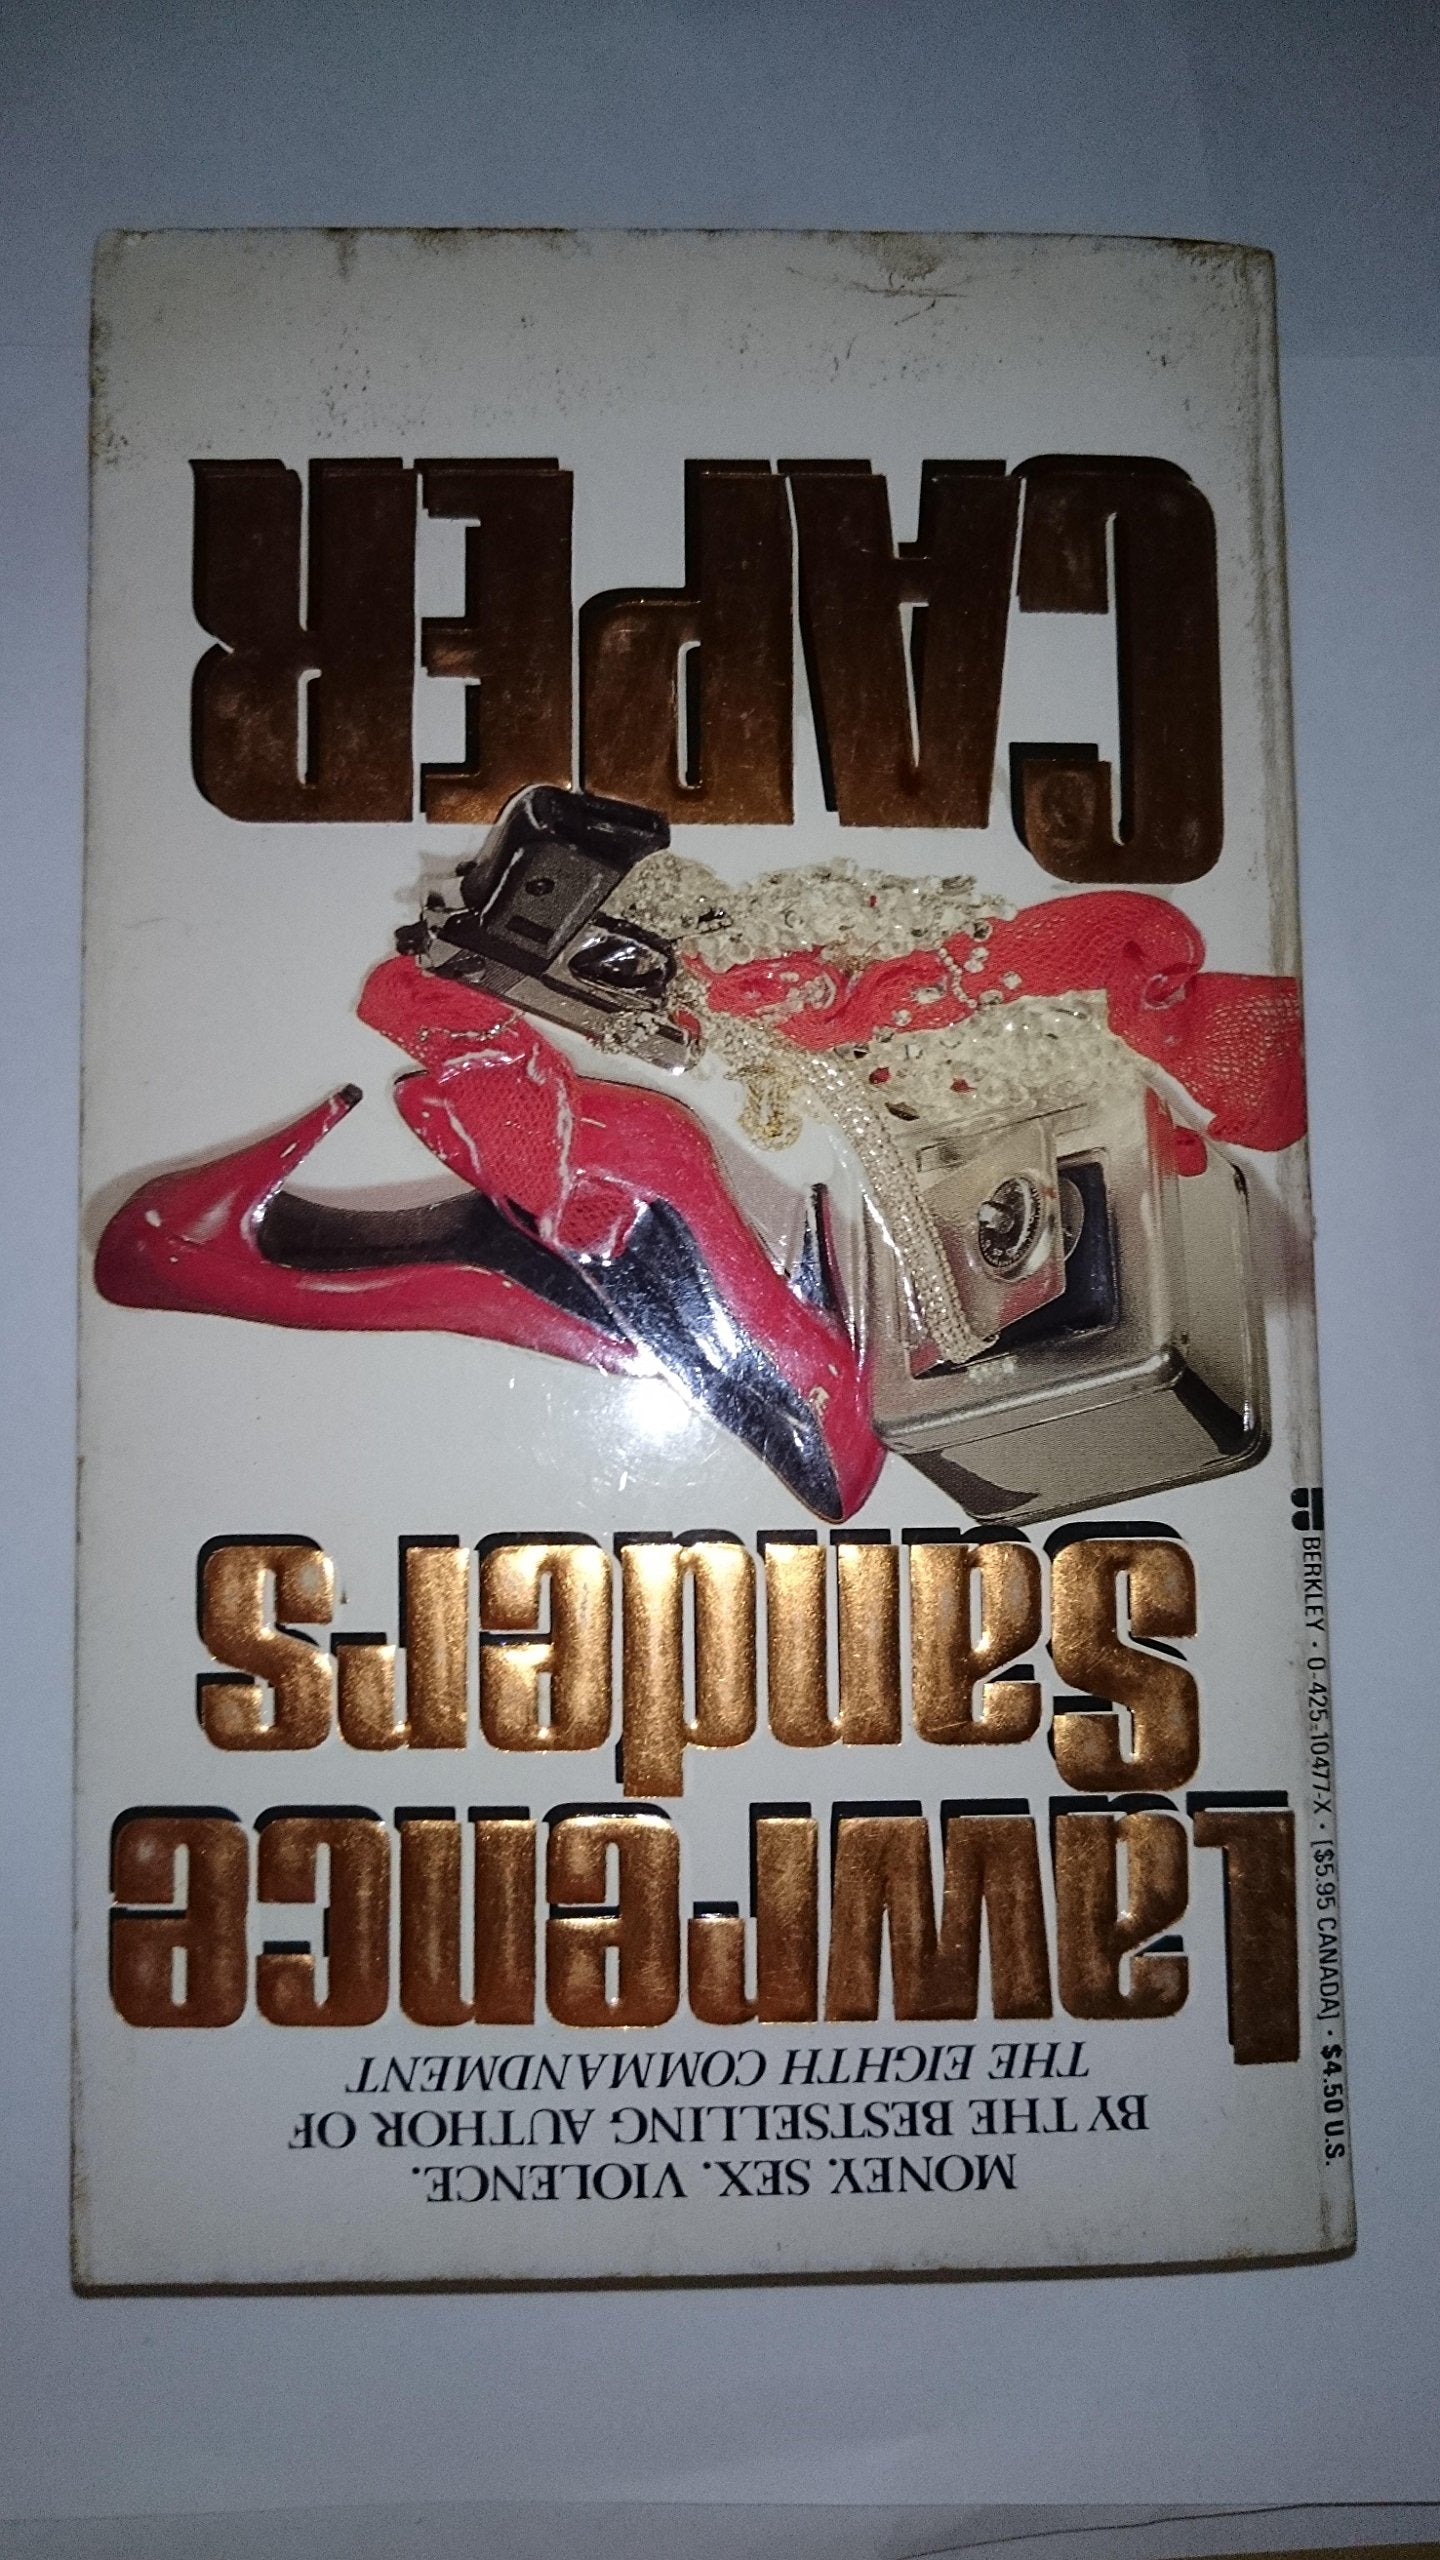 MONEY. SEX. VIOLENCE.
BY THE BESTSELLING AUTHOR OF
THE EIGHTH COMMANDMENT
Lawrence
Sanders
CAPER
BERKLEY • 0-425-10477-X • [$5.95 CANADA] • $4.50 U.S.